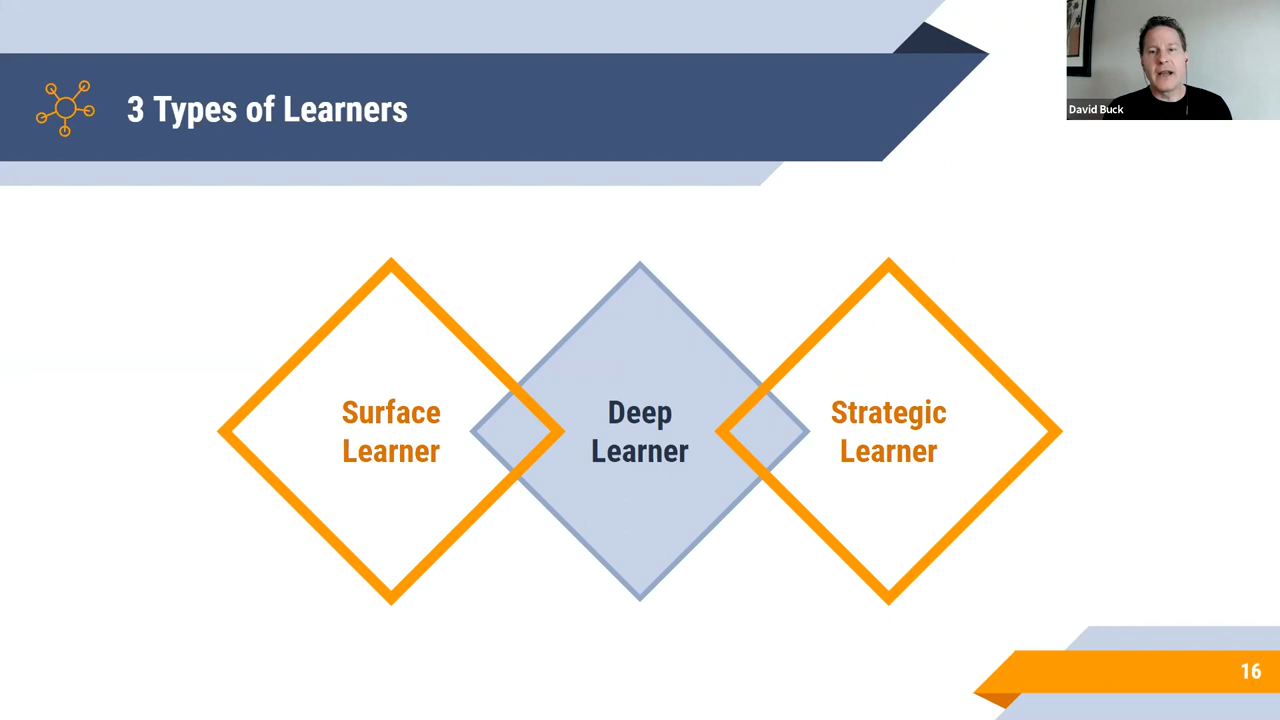 3 Types of Learners
David Buck
Surface
Learner
Deep
Learner
Strategic
Learner
16